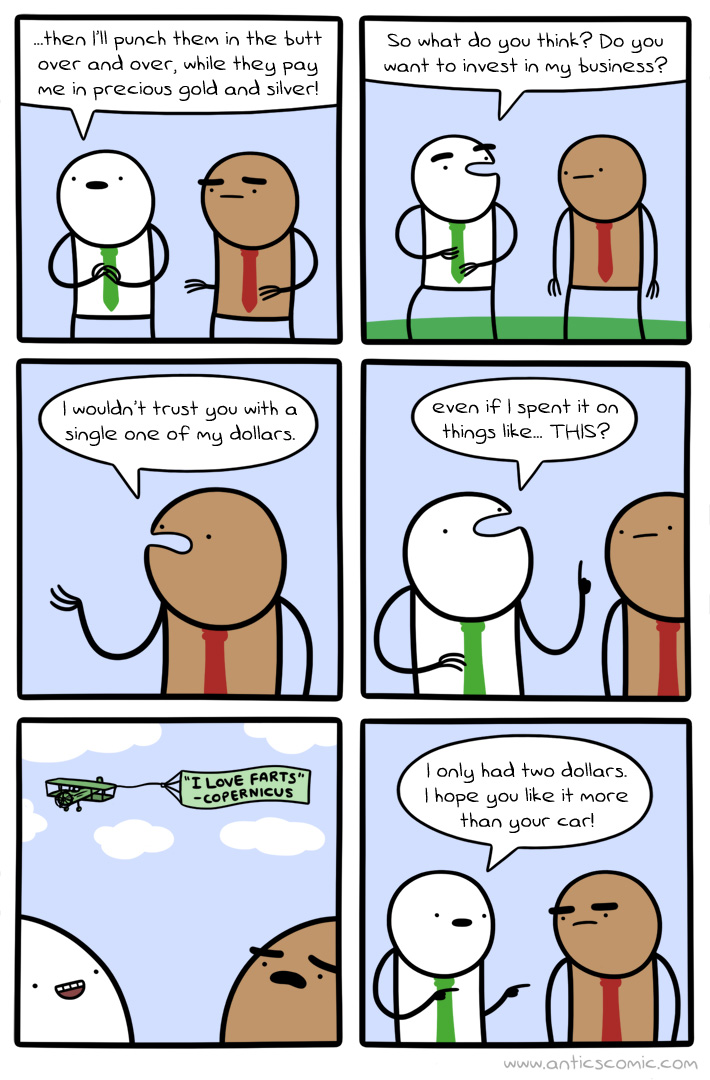 ...then I'll punch them in the butt
over and over, while they pay
me in precious gold and silver!
So what do you think? Do you
want to invest in my business?
I wouldn't trust you with a
single one of my dollars.
even if I spent it on
things like... THIS?
"I LOVE FARTS"
-COPERNICUS
I only had two dollars.
I hope you like it more
than your car!
www.anticscomic.com